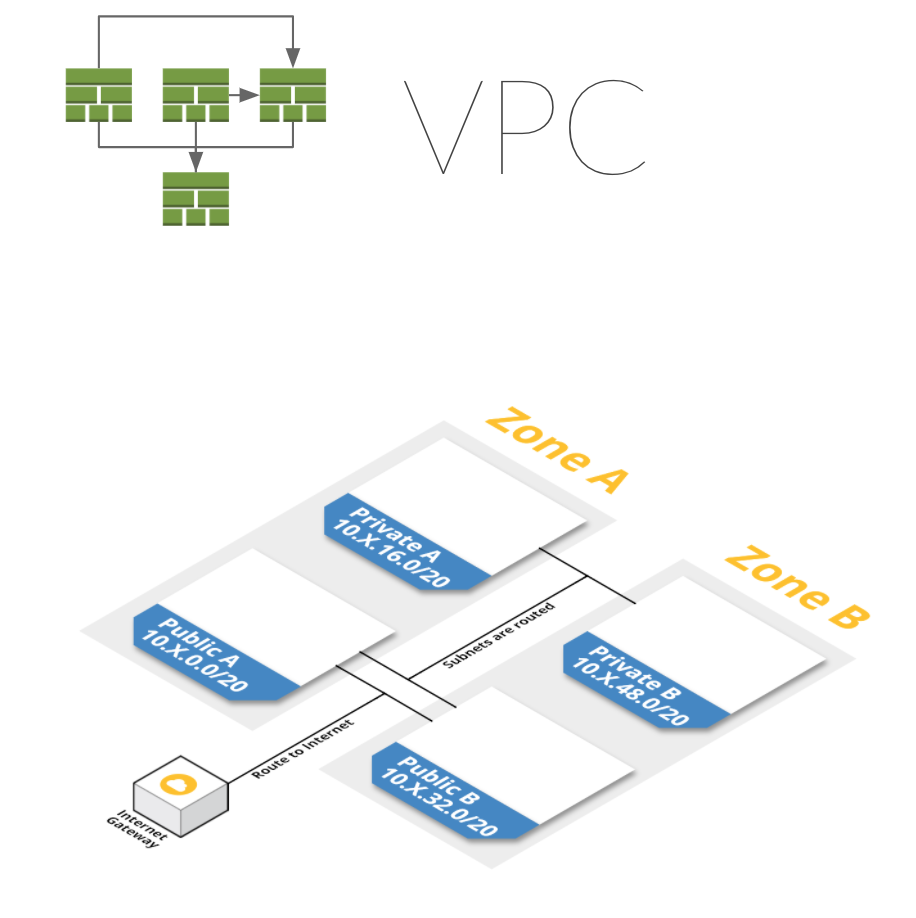 VPC
Zone A
Private A
10.X.16.0/20
Zone B
Subnets are routed
Public A
10.X.0.0/20
Private B
10.X.48.0/20
Route to internet
Public B
10.X.32.0/20
Internet
Gateway